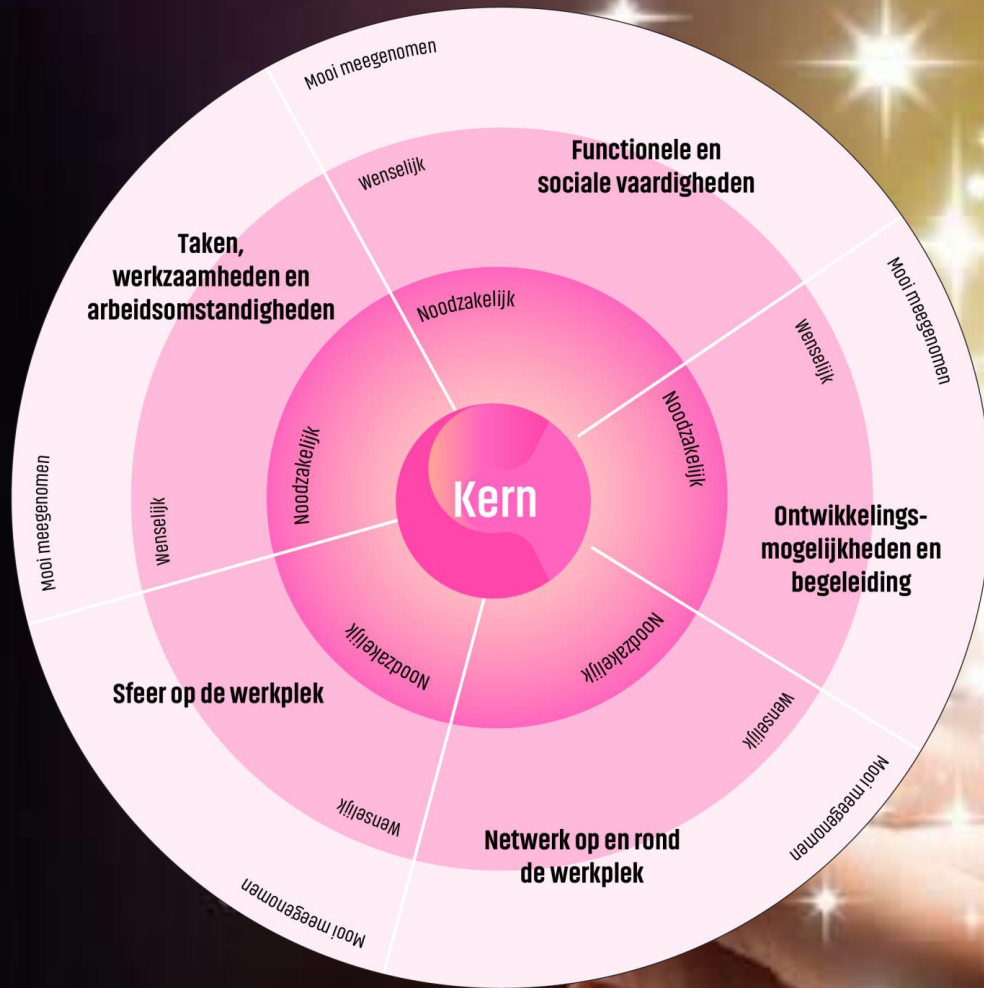 Mooi meegenomen
Wenselijk
Noodzakelijk
Functionele en
sociale vaardigheden
Mooi meegenomen
Wenselijk
Noodzakelijk
Ontwikkelings-
mogelijkheden en
begeleiding
Mooi meegenomen
Wenselijk
Noodzakelijk
Netwerk op en rond
de werkplek
Mooi meegenomen
Wenselijk
Noodzakelijk
Sfeer op de werkplek
Mooi meegenomen
Wenselijk
Noodzakelijk
Taken,
werkzaamheden en
arbeidsomstandigheden
Kern